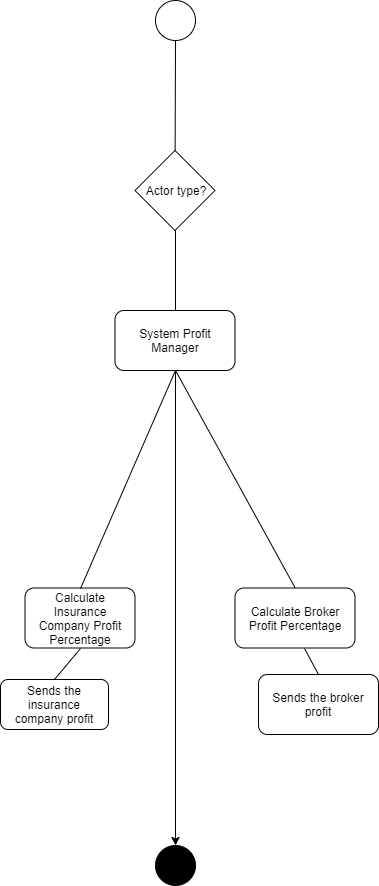 Actor type?
System Profit
Manager
Calculate
Insurance
Company Profit
Percentage
Calculate Broker
Profit Percentage
Sends the
insurance
company profit
Sends the broker
profit